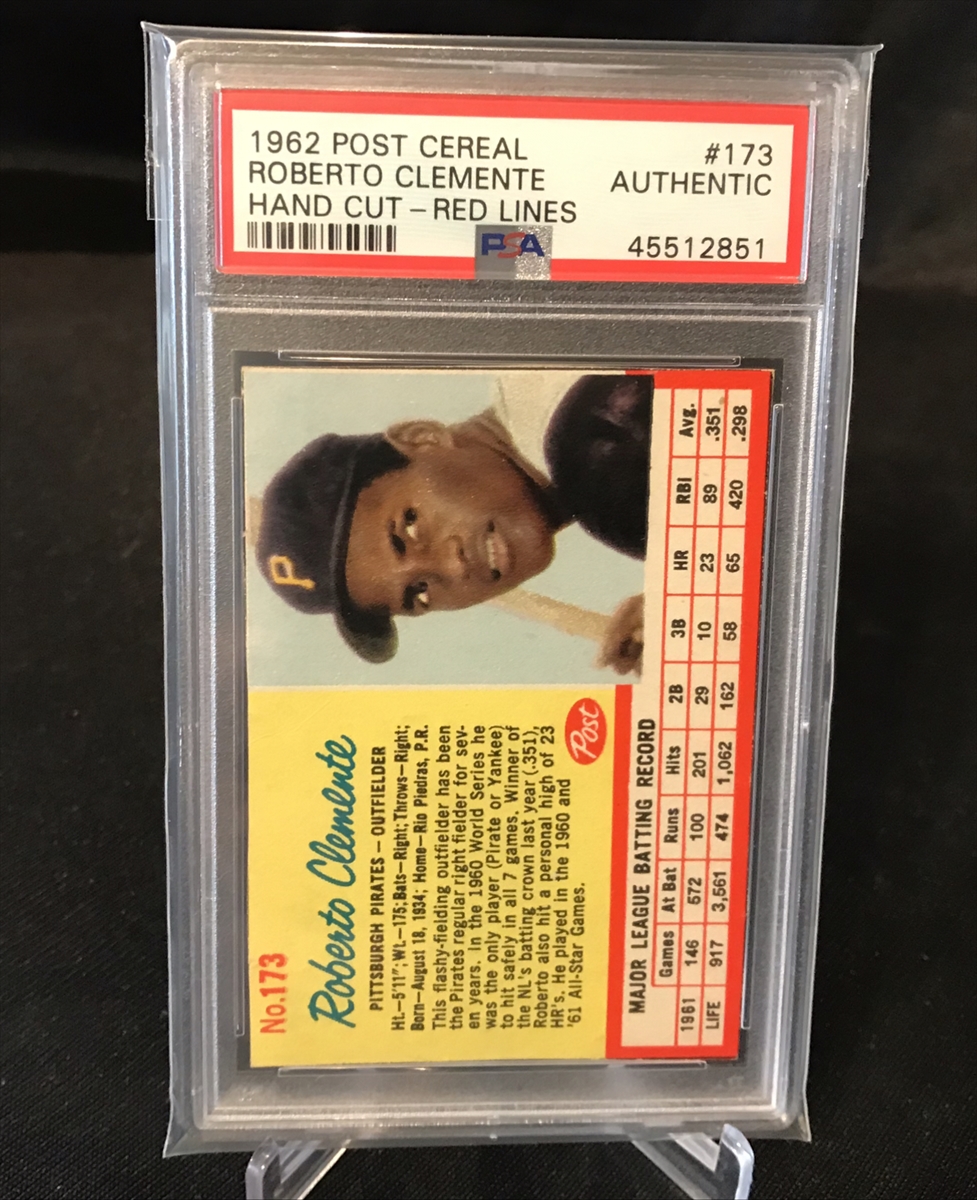 1962 POST CEREAL #173
ROBERTO CLEMENTE AUTHENTIC
HAND CUT – RED LINES
PSA 45512851
No.173
Roberto Clemente
PITTSBURGH PIRATES – OUTFIELDER
Ht.–5'11"; Wt.–175; Bats–Right; Throws–Right;
Born–August 18, 1934; Home–Rio Piedras, P.R.
This flashy-fielding outfielder has been
the Pirates regular right fielder for sev-
en years. In the 1960 World Series he
was the only player (Pirate or Yankee)
to hit safely in all 7 games. Winner of
the NL's batting crown last year (.351),
Roberto also hit a personal high of 23
HR's. He played in the 1960 and
'61 All-Star Games.
Post
P
MAJOR LEAGUE BATTING RECORD
Games At Bat Runs Hits 2B 3B HR RBI Avg.
1961 146 572 100 201 29 10 23 89 .351
LIFE 917 3,561 474 1,062 162 58 65 420 .298